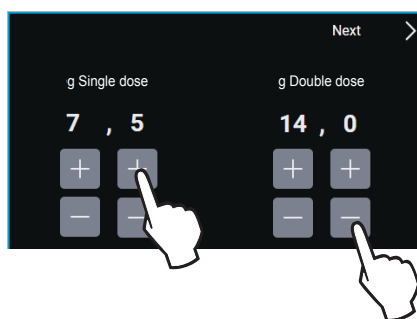 Next
g Single dose
g Double dose
7 , 5
14 , 0
+ + + +
- - - -